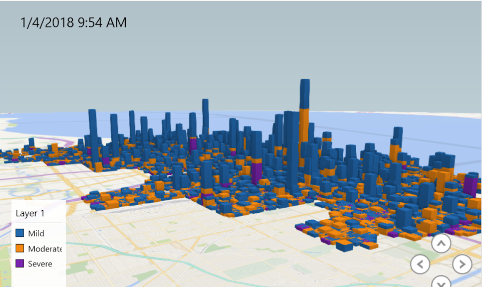 1/4/2018 9:54 AM
Layer 1
Mild
Moderate
Severe